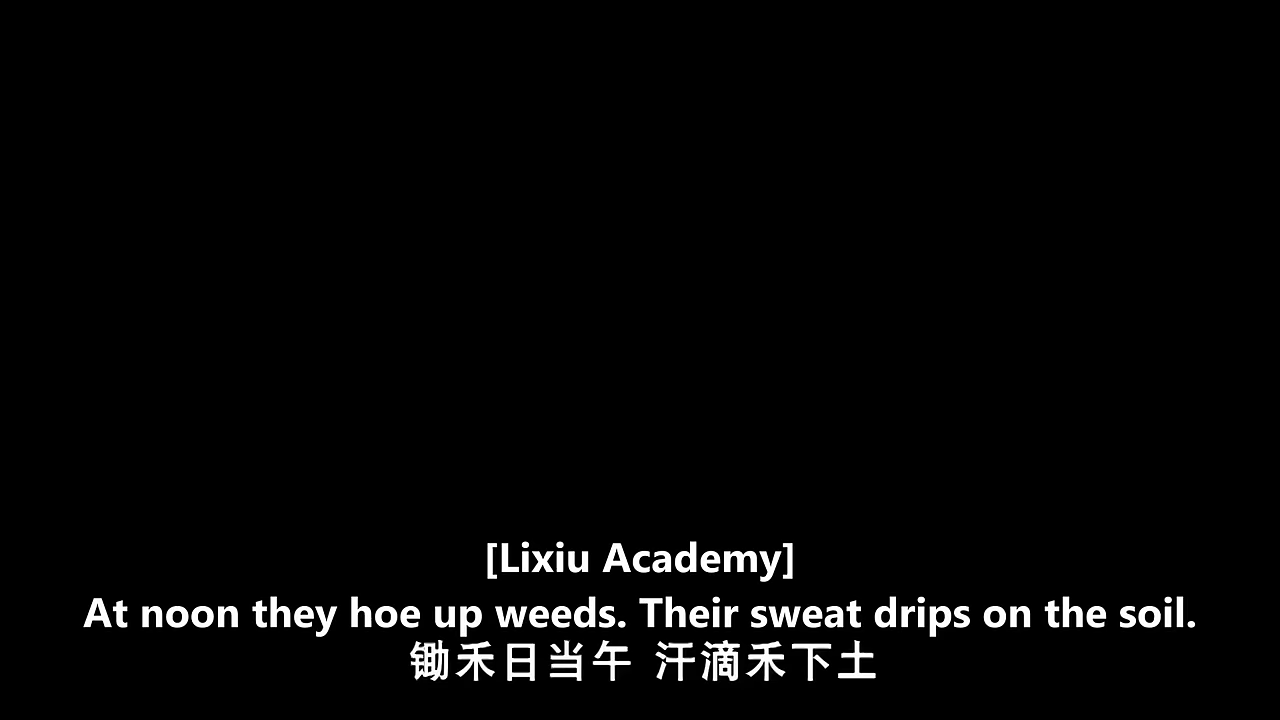 [Lixiu Academy]
At noon they hoe up weeds. Their sweat drips on the soil.
锄禾日当午 汗滴禾下土